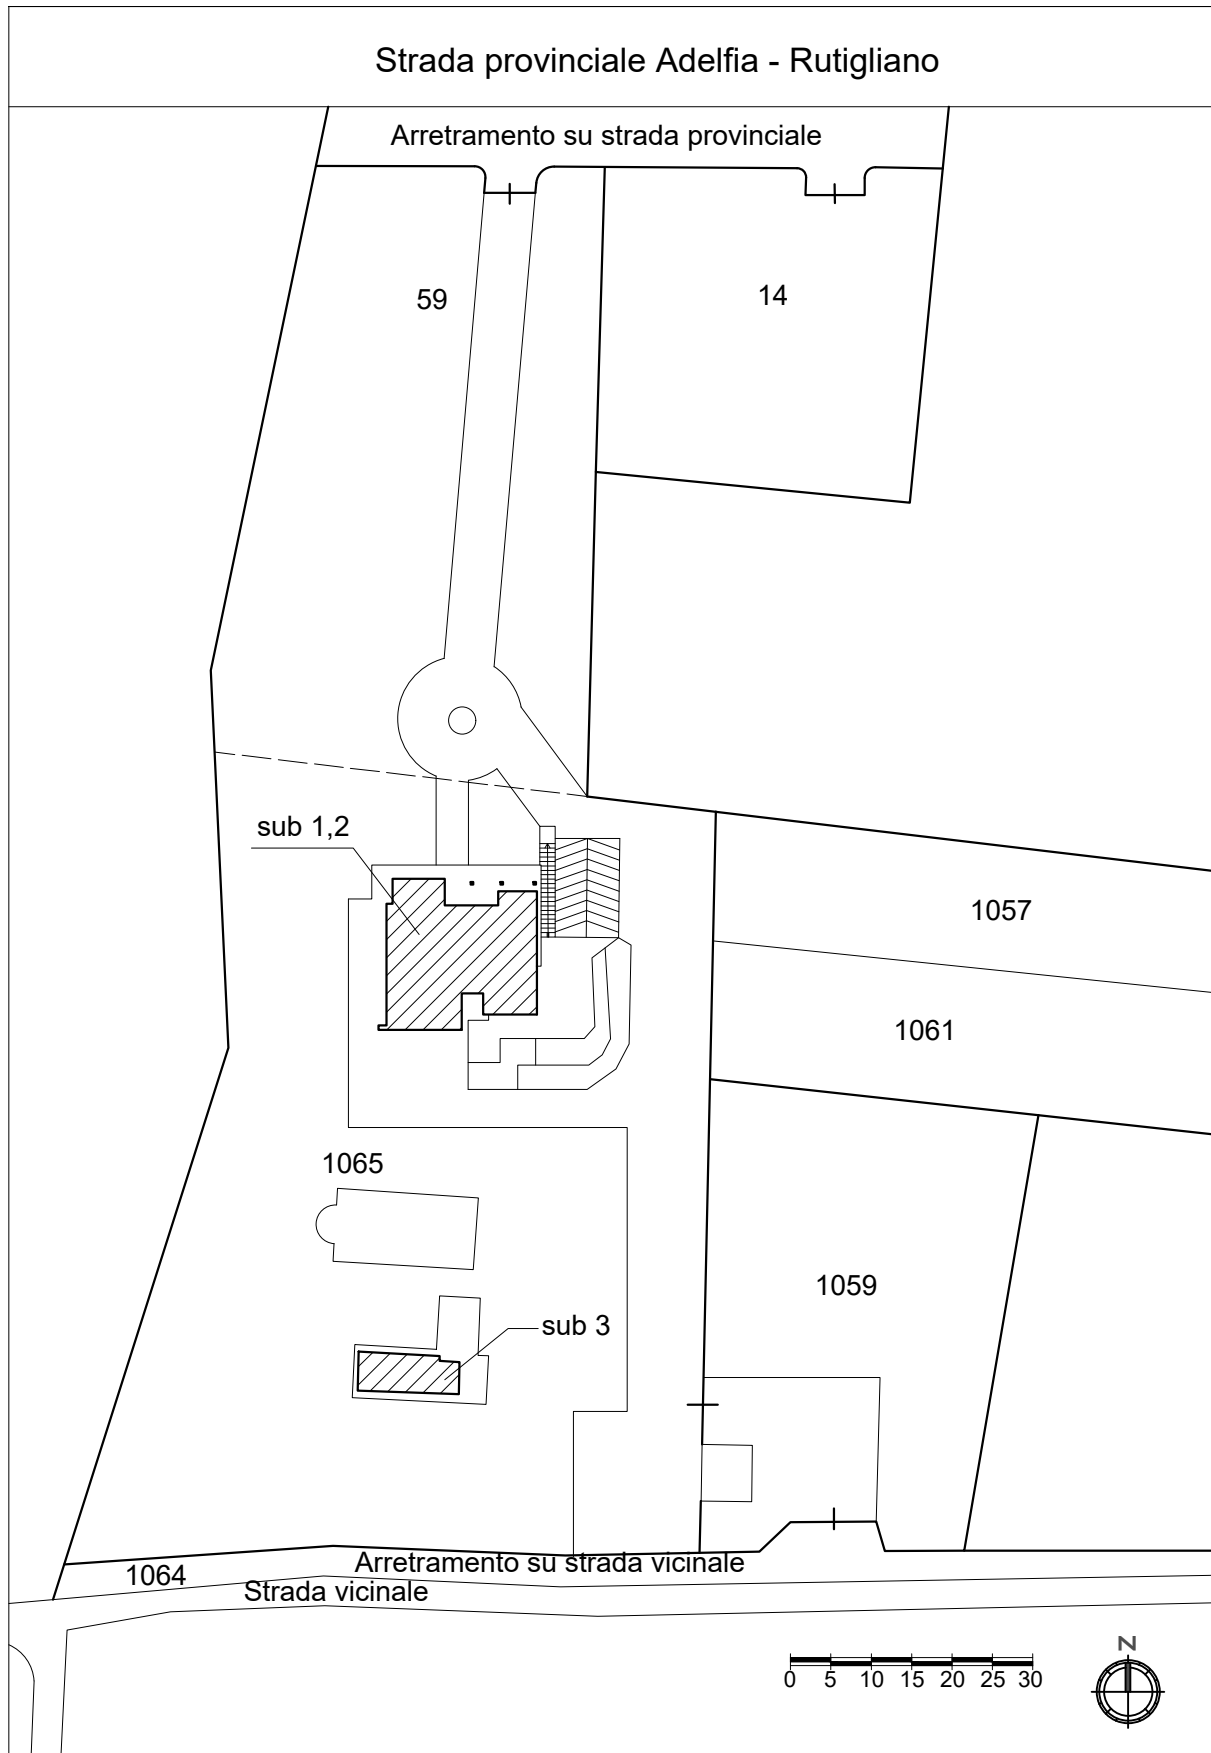 Strada provinciale Adelfia - Rutigliano
Arretramento su strada provinciale
59
14
sub 1,2
1057
1061
1065
1059
sub 3
Arretramento su strada vicinale
1064
Strada vicinale
N
0 5 10 15 20 25 30